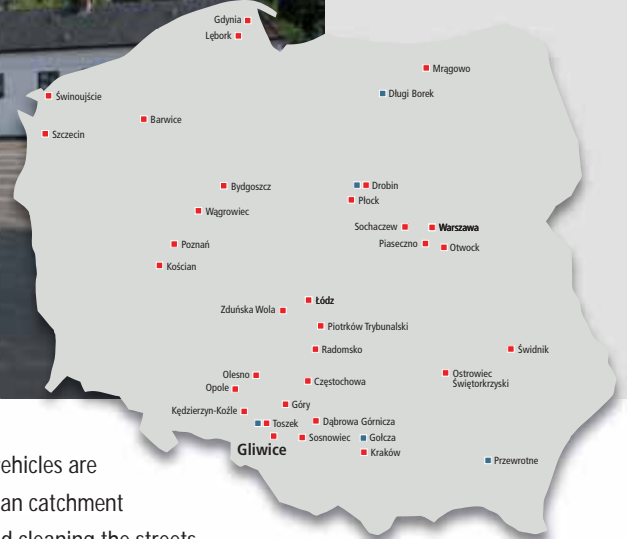 Gdynia
Lębork
Mrągowo
Świnoujście
Długi Borek
Barwice
Szczecin
Bydgoszcz
Drobin
Płock
Wągrowiec
Sochaczew
Warszawa
Poznań
Piaseczno
Otwock
Kościan
Łódz
Zduńska Wola
Piotrków Trybunalski
Radomsko
Świdnik
Olesno
Częstochowa
Ostrowiec
Świętorkrzyski
Opole
Góry
Kędzierzyn-Koźle
Toszek
Dąbrowa Górnicza
Gliwice
Sosnowiec
Gołcza
Kraków
Przewrotne
ehicles are
an catchment
d cleaning the streets